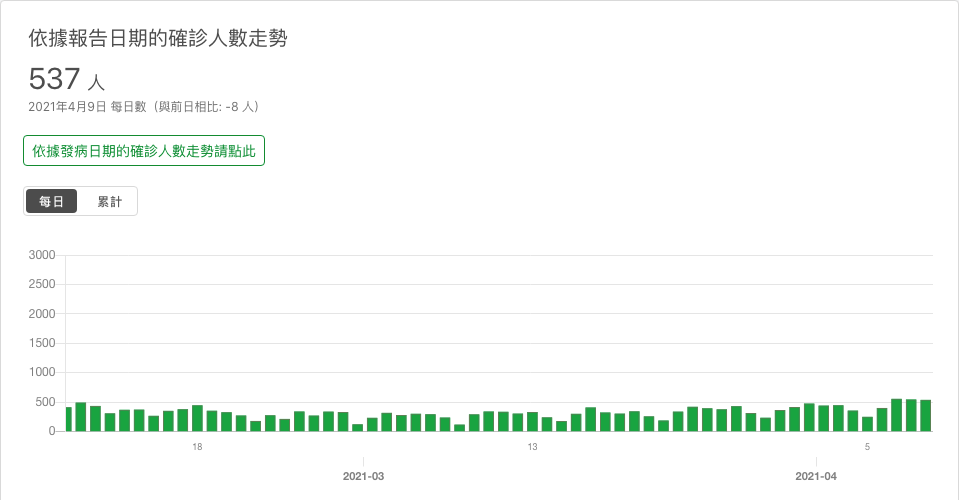 依據報告日期的確診人數走勢
537 人
2021年4月9日 每日數（與前日相比: -8 人）
依據發病日期的確診人數走勢請點此
每日 累計
3000
2500
2000
1500
1000
500
0
18 13 5
2021-03 2021-04